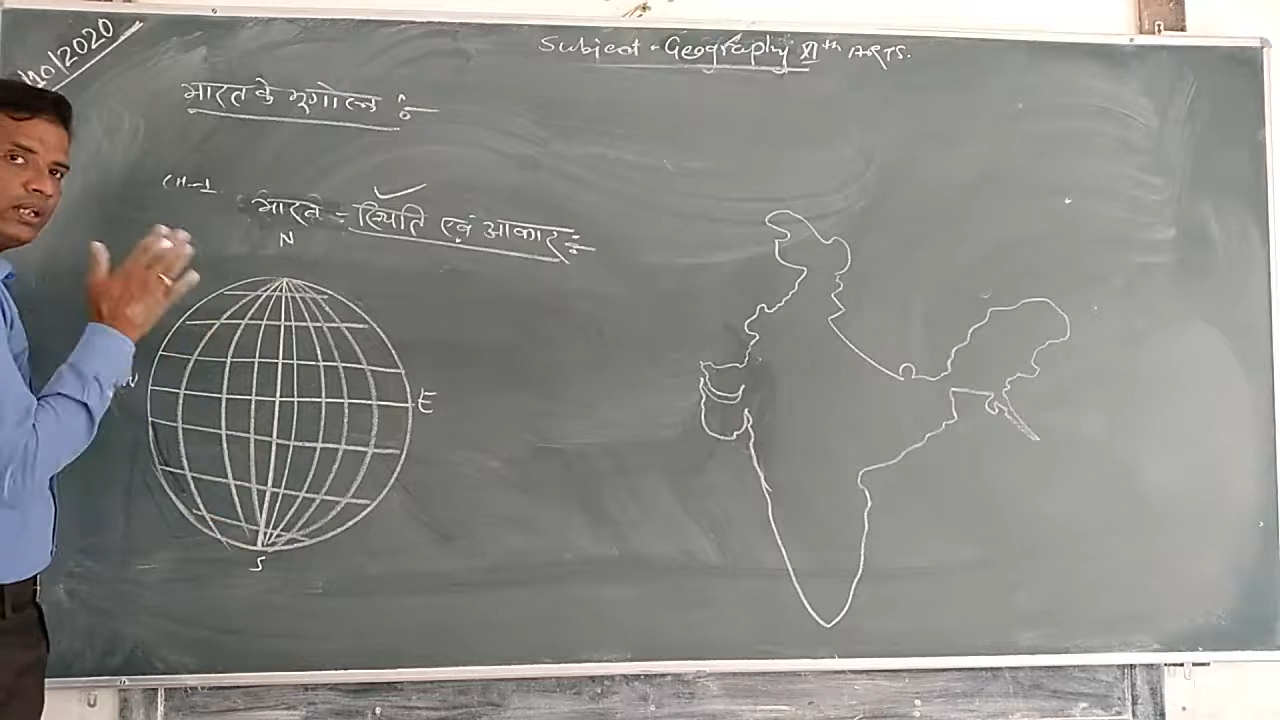 Subject - Geography XIth ARTS.
10/2020
भारत के भूगोल :-
CH-1
भारत - स्थिति एवं आकार :-
N
W
E
S